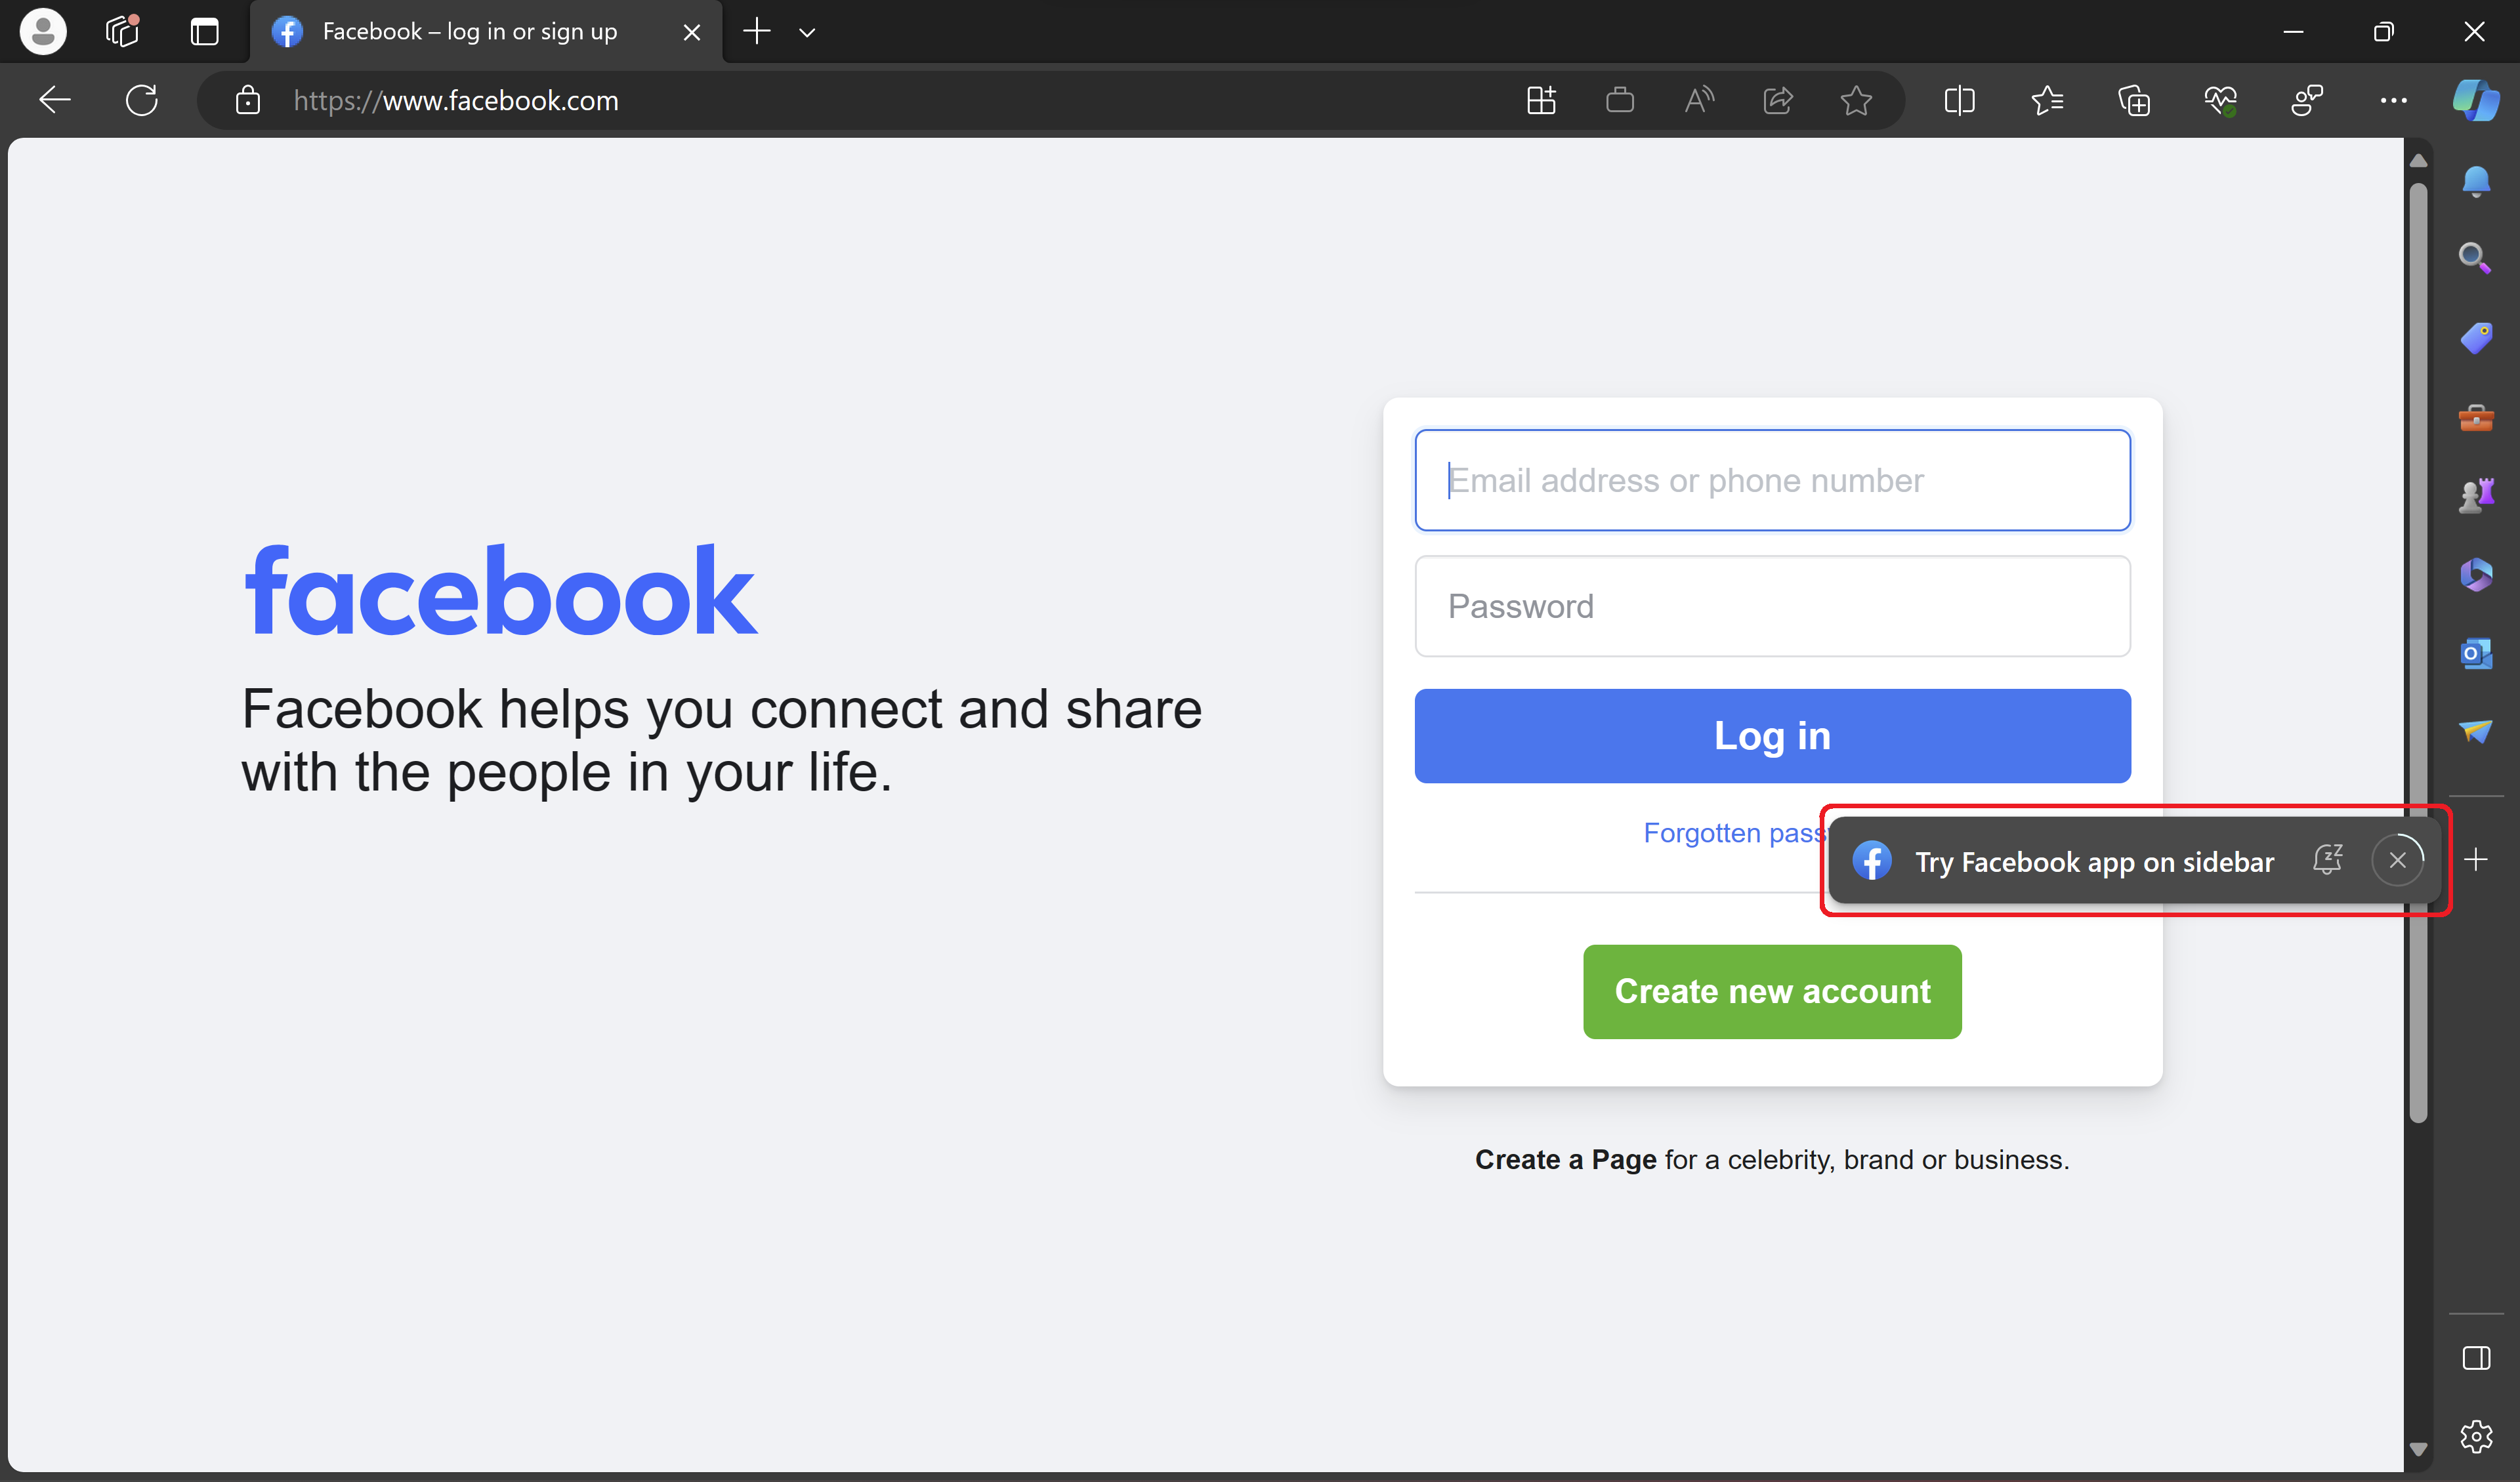 Facebook – log in or sign up
https://www.facebook.com
facebook
Facebook helps you connect and share
with the people in your life.
Email address or phone number
Password
Log in
Forgotten pass
Try Facebook app on sidebar
Create new account
Create a Page for a celebrity, brand or business.